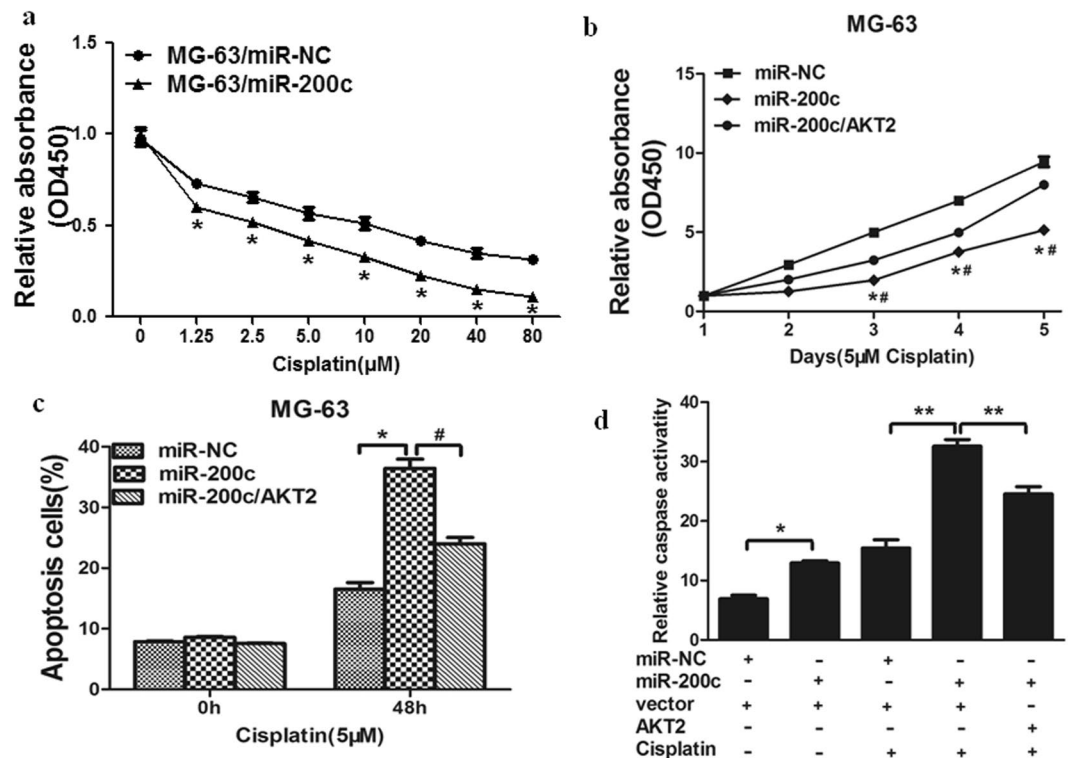 a
1.5
1.0
0.5
0.0
Relative absorbance
(OD450)
MG-63/miR-NC
MG-63/miR-200c
* * * * * * *
0 1.25 2.5 5.0 10 20 40 80
Cisplatin(µM)
b
MG-63
15
10
5
0
Relative absorbance
(OD450)
miR-NC
miR-200c
miR-200c/AKT2
*# *# *#
1 2 3 4 5
Days(5µM Cisplatin)
c
MG-63
40
30
20
10
0
Apoptosis cells(%)
miR-NC
miR-200c
miR-200c/AKT2
* #
0h 48h
Cisplatin(5µM)
d
40
30
20
10
0
Relative caspase activatity
* ** **
miR-NC + - + - -
miR-200c - + - + +
vector + + + + -
AKT2 - - - - +
Cisplatin - - + + +